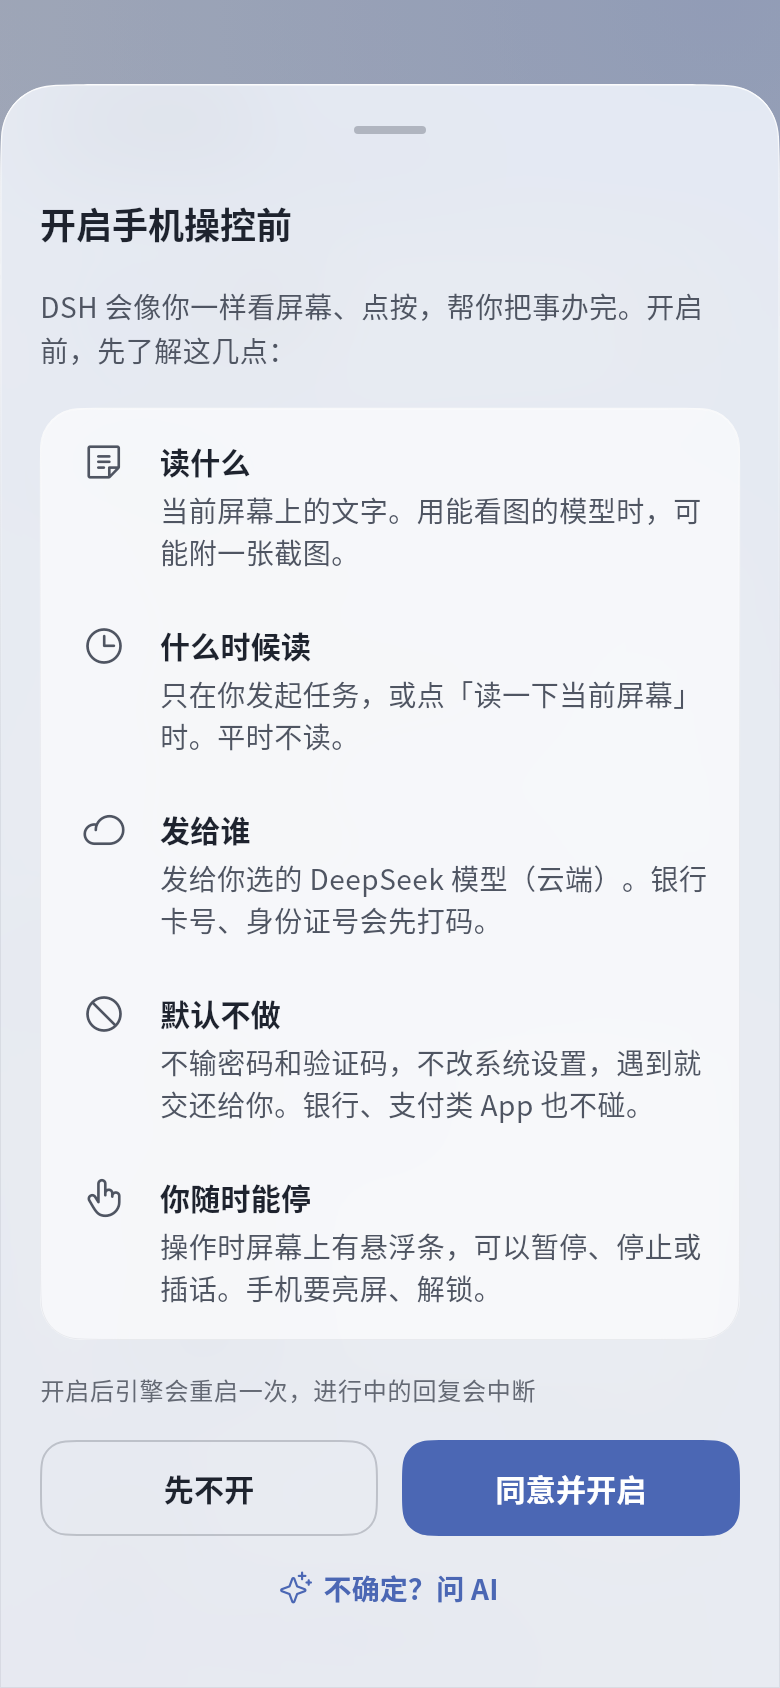 开启手机操控前
DSH 会像你一样看屏幕、点按，帮你把事办完。开启
前，先了解这几点：
读什么
当前屏幕上的文字。用能看图的模型时，可
能附一张截图。
什么时候读
只在你发起任务，或点「读一下当前屏幕」
时。平时不读。
发给谁
发给你选的 DeepSeek 模型（云端）。银行
卡号、身份证号会先打码。
默认不做
不输密码和验证码，不改系统设置，遇到就
交还给你。银行、支付类 App 也不碰。
你随时能停
操作时屏幕上有悬浮条，可以暂停、停止或
插话。手机要亮屏、解锁。
开启后引擎会重启一次，进行中的回复会中断
先不开
同意并开启
不确定？问 AI